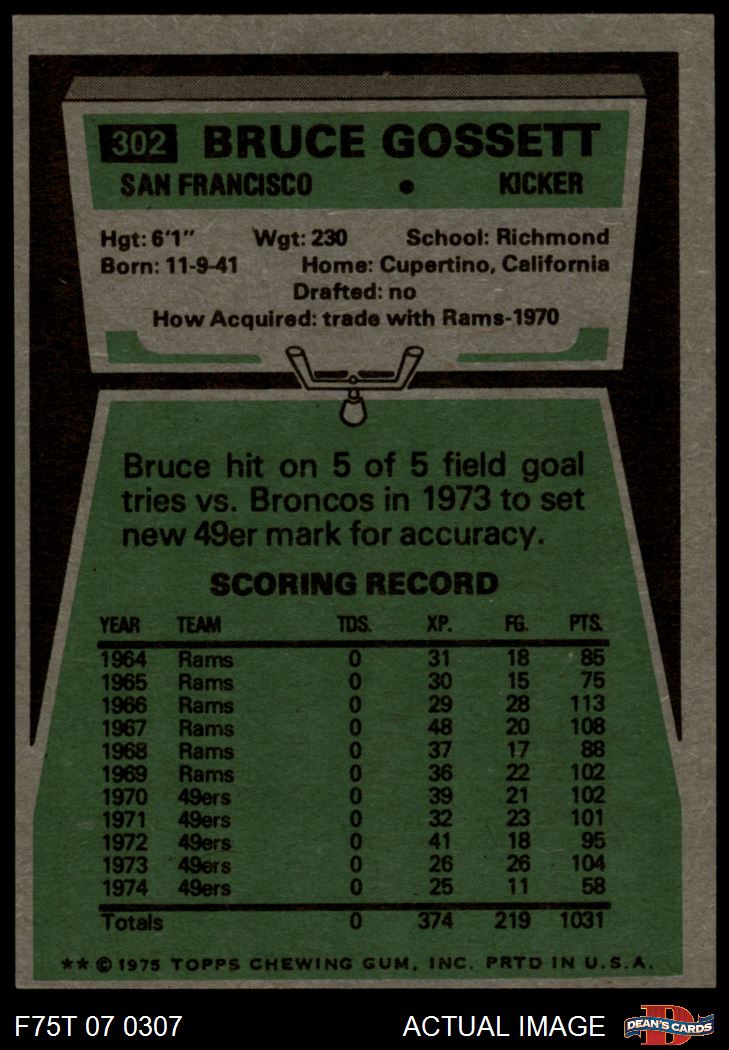 302 BRUCE GOSSETT
SAN FRANCISCO • KICKER
Hgt: 6'1" Wgt: 230 School: Richmond
Born: 11-9-41 Home: Cupertino, California
Drafted: no
How Acquired: trade with Rams-1970
Bruce hit on 5 of 5 field goal
tries vs. Broncos in 1973 to set
new 49er mark for accuracy.
SCORING RECORD
YEAR TEAM TDS. XP. FG. PTS.
1964 Rams 0 31 18 85
1965 Rams 0 30 15 75
1966 Rams 0 29 28 113
1967 Rams 0 48 20 108
1968 Rams 0 37 17 88
1969 Rams 0 36 22 102
1970 49ers 0 39 21 102
1971 49ers 0 32 23 101
1972 49ers 0 41 18 95
1973 49ers 0 26 26 104
1974 49ers 0 25 11 58
Totals 0 374 219 1031
** © 1975 TOPPS CHEWING GUM, INC. PRTD IN U.S.A.
F75T 07 0307 ACTUAL IMAGE D DEAN'S CARDS